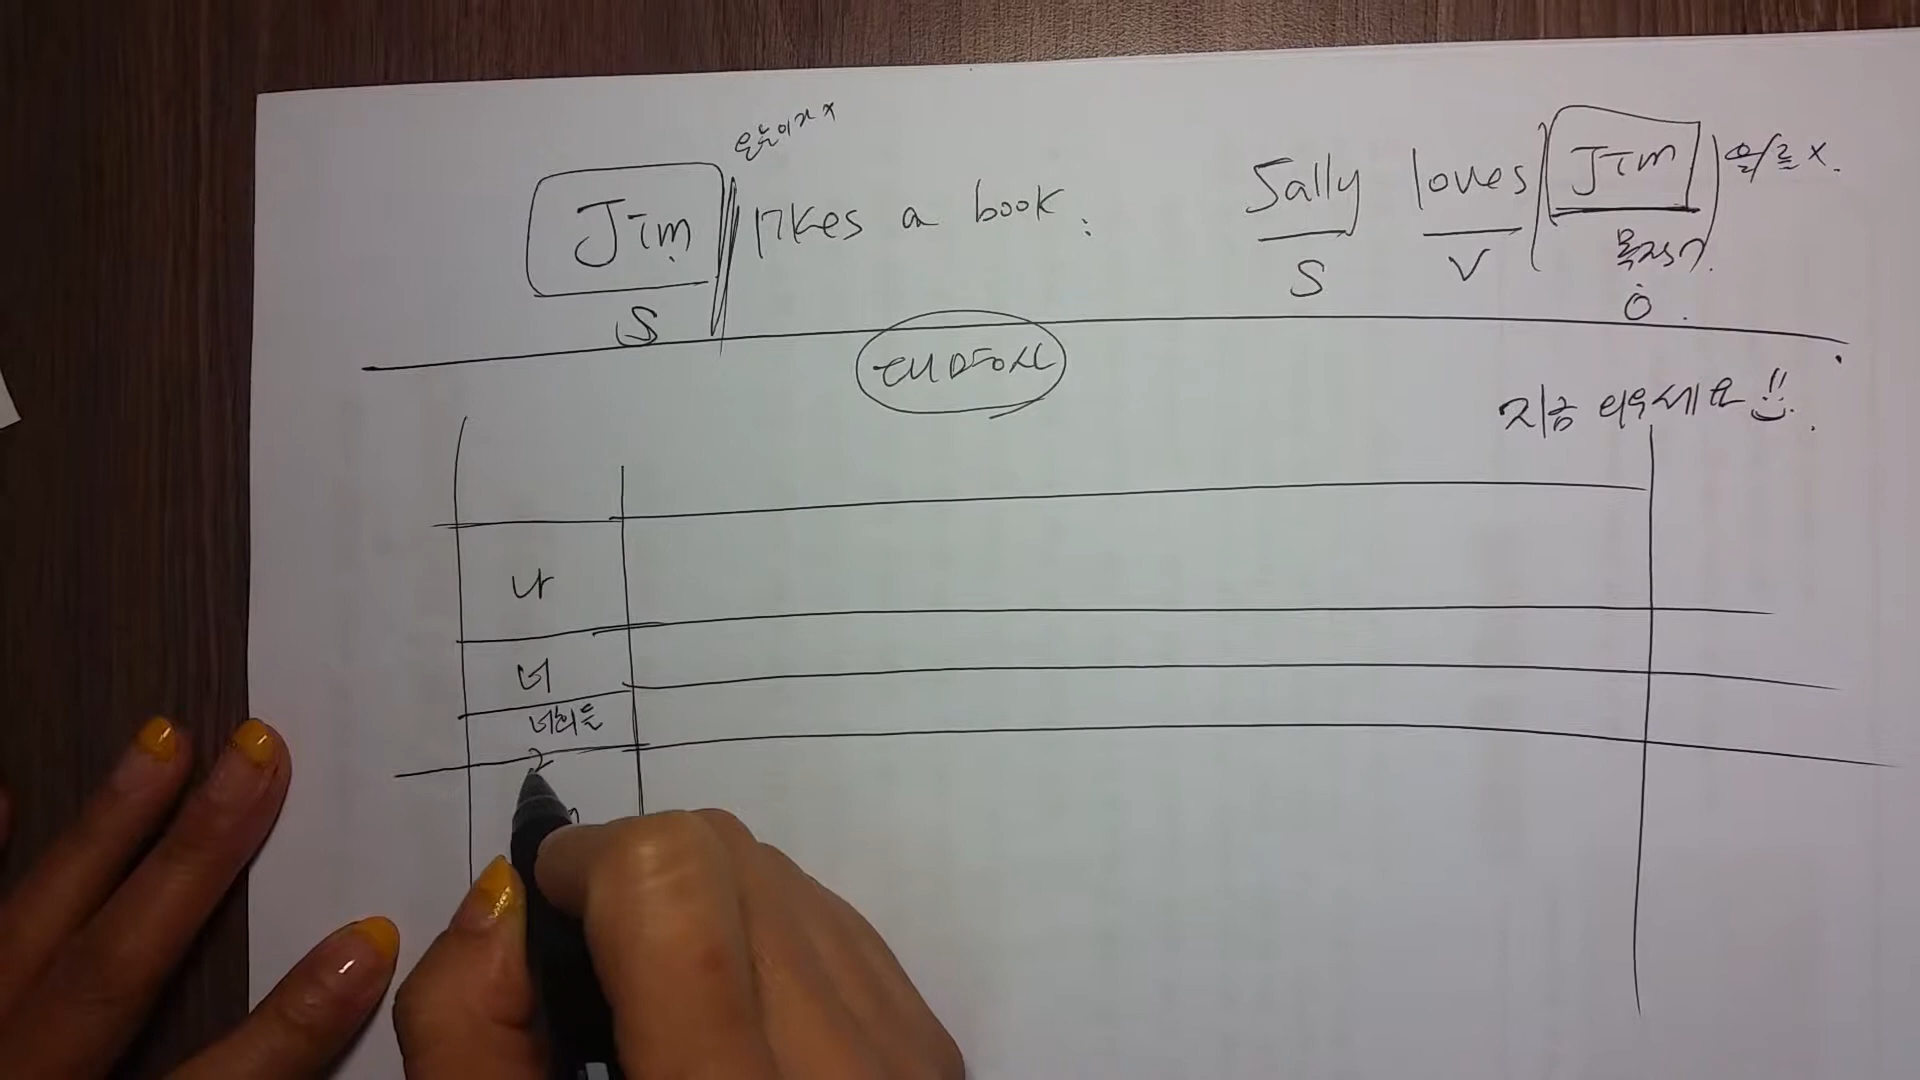 은는이가 x
Jim likes a book.
S
Sally loves Jim 을/를 x.
S V 목적어.
O.
대명사
지금 외우세요!!
나
너
너희들